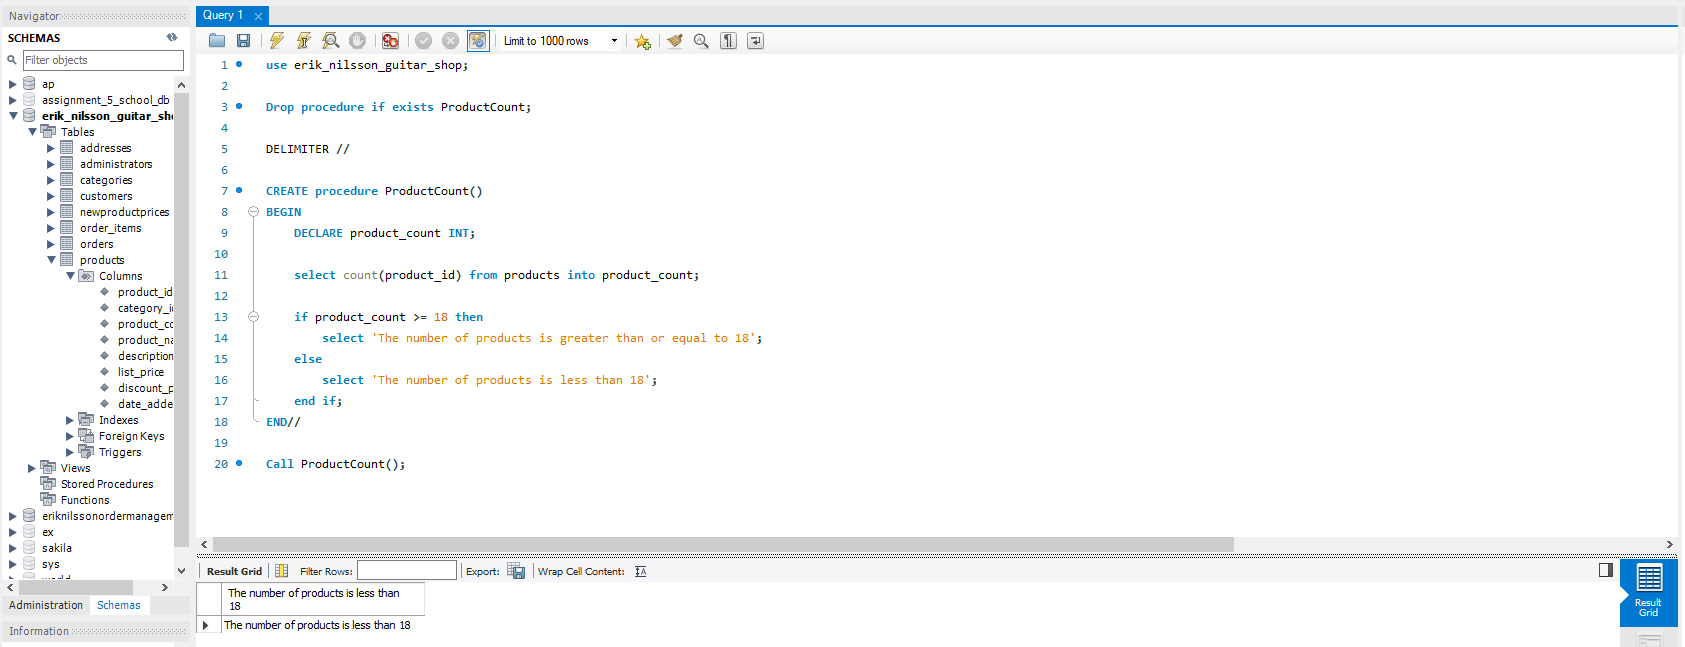 Navigator
SCHEMAS
Filter objects
ap
assignment_5_school_db
erik_nilsson_guitar_sh
Tables
addresses
administrators
categories
customers
newproductprices
order_items
orders
products
Columns
product_id
category_i
product_co
product_na
description
list_price
discount_p
date_adde
Indexes
Foreign Keys
Triggers
Views
Stored Procedures
Functions
eriknilssonordermanagem
ex
sakila
sys
world
Administration Schemas
Information
Query 1
Limit to 1000 rows
1 use erik_nilsson_guitar_shop;
2
3 Drop procedure if exists ProductCount;
4
5 DELIMITER //
6
7 CREATE procedure ProductCount()
8 BEGIN
9 DECLARE product_count INT;
10
11 select count(product_id) from products into product_count;
12
13 if product_count >= 18 then
14 select 'The number of products is greater than or equal to 18';
15 else
16 select 'The number of products is less than 18';
17 end if;
18 END//
19
20 Call ProductCount();
Result Grid Filter Rows: Export: Wrap Cell Content:
The number of products is less than
18
The number of products is less than 18
Result
Grid